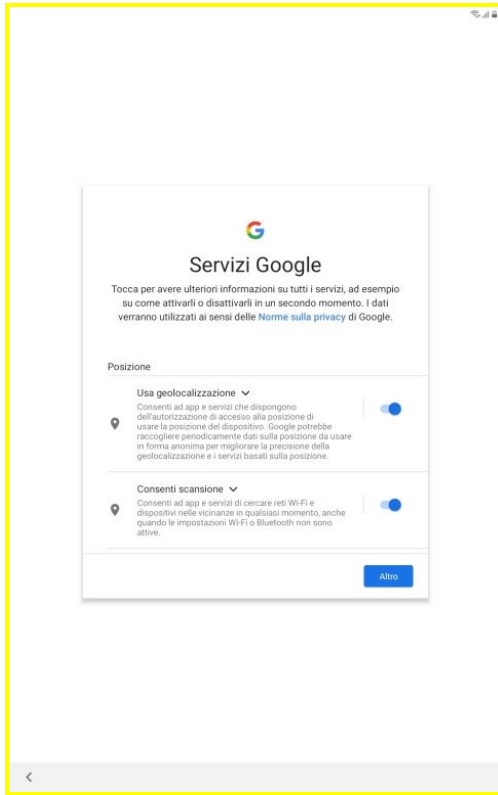 Servizi Google
Tocca per avere ulteriori informazioni su tutti i servizi, ad esempio
su come attivarli o disattivarli in un secondo momento. I dati
verranno utilizzati ai sensi delle Norme sulla privacy di Google.
Posizione
Usa geolocalizzazione
Consenti ad app e servizi che dispongono
dell'autorizzazione di accesso alla posizione di
usare la posizione del dispositivo. Google potrebbe
raccogliere periodicamente dati sulla posizione da usare
in forma anonima per migliorare la precisione della
geolocalizzazione e i servizi basati sulla posizione.
Consenti scansione
Consenti ad app e servizi di cercare reti Wi-Fi e
dispositivi nelle vicinanze in qualsiasi momento, anche
quando le impostazioni Wi-Fi o Bluetooth non sono
attive.
Altro